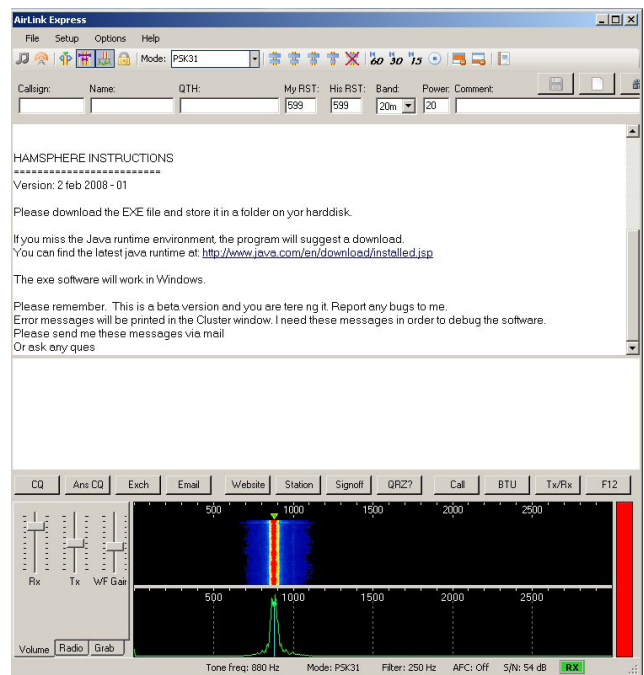 AirLink Express
File Setup Options Help
Mode: PSK31 60 30 15
Callsign: Name: QTH: My RST: His RST: Band: Power: Comment:
599 599 20m 20
HAMSPHERE INSTRUCTIONS
=========================
Version: 2 feb 2008 - 01
Please download the EXE file and store it in a folder on yor harddisk.
If you miss the Java runtime environment, the program will suggest a download.
You can find the latest java runtime at: http://www.java.com/en/download/installed.jsp
The exe software will work in Windows.
Please remember. This is a beta version and you are tere ng it. Report any bugs to me.
Error messages will be printed in the Cluster window. I need these messages in order to debug the software.
Please send me these messages via mail
Or ask any ques
CQ Ans CQ Exch Email Website Station Signoff QRZ? Call BTU Tx/Rx F12
500 1000 1500 2000 2500
Rx Tx WF Gain
500 1000 1500 2000 2500
Volume Radio Grab
Tone freq: 880 Hz Mode: PSK31 Filter: 250 Hz AFC: Off S/N: 54 dB RX